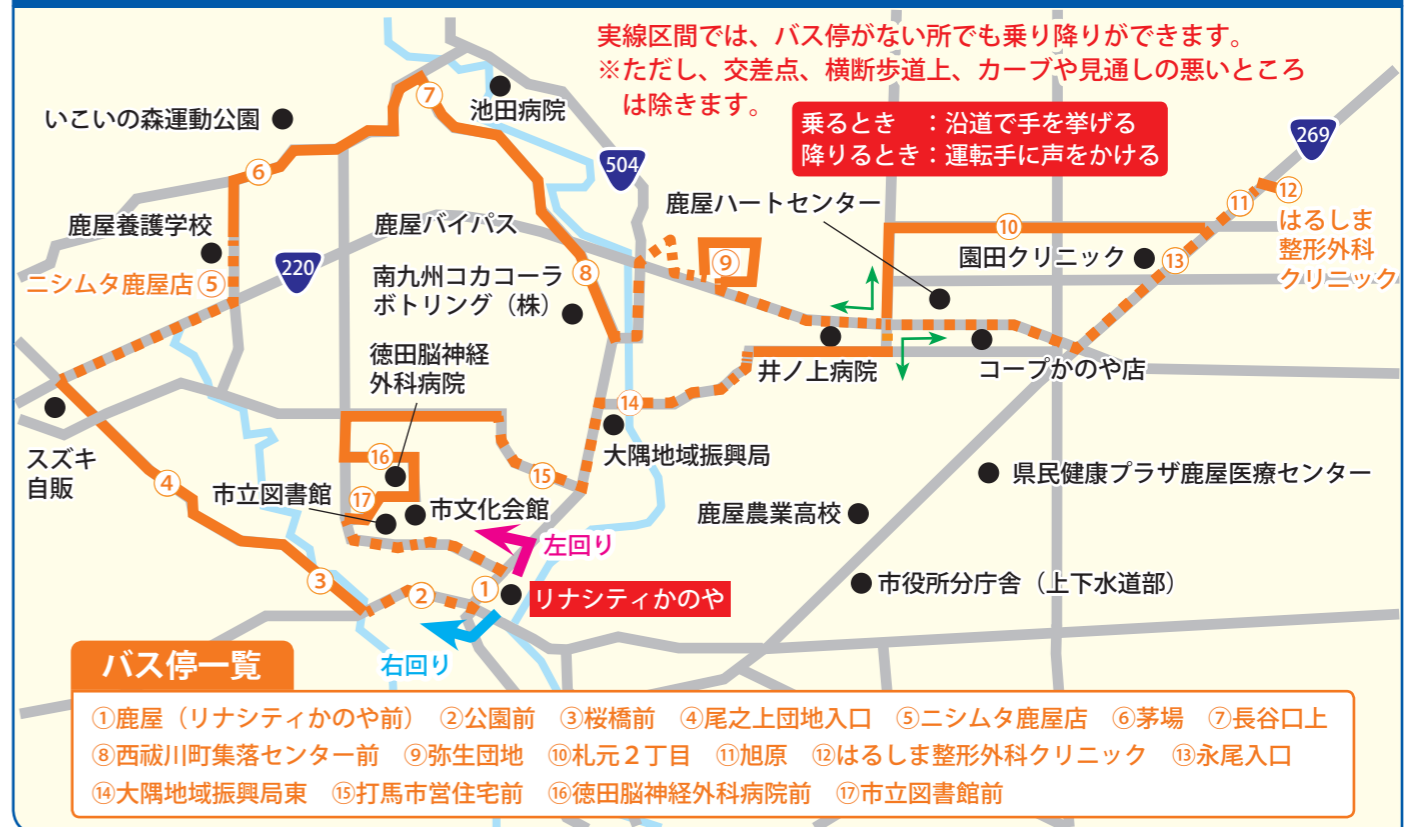 実線区間では、バス停がない所でも乗り降りができます。
※ただし、交差点、横断歩道上、カーブや見通しの悪いところ
は除きます。
乗るとき　：沿道で手を挙げる
降りるとき：運転手に声をかける
269
504
220
いこいの森運動公園
池田病院
⑦
⑥
鹿屋養護学校
ニシムタ鹿屋店⑤
鹿屋バイパス
南九州コカコーラ
ボトリング（株）
⑧
鹿屋ハートセンター
⑨
⑩
⑪
⑫
はるしま
整形外科
クリニック
園田クリニック
⑬
井ノ上病院
コープかのや店
徳田脳神経
外科病院
スズキ
自販
④
⑭
大隅地域振興局
⑮
⑯
⑰
市立図書館
市文化会館
県民健康プラザ鹿屋医療センター
鹿屋農業高校
左回り
③
②
①
リナシティかのや
市役所分庁舎（上下水道部）
右回り
バス停一覧
①鹿屋（リナシティかのや前）　②公園前　③桜橋前　④尾之上団地入口　⑤ニシムタ鹿屋店　⑥茅場　⑦長谷口上
⑧西祓川町集落センター前　⑨弥生団地　⑩札元２丁目　⑪旭原　⑫はるしま整形外科クリニック　⑬永尾入口
⑭大隅地域振興局東　⑮打馬市営住宅前　⑯徳田脳神経外科病院前　⑰市立図書館前